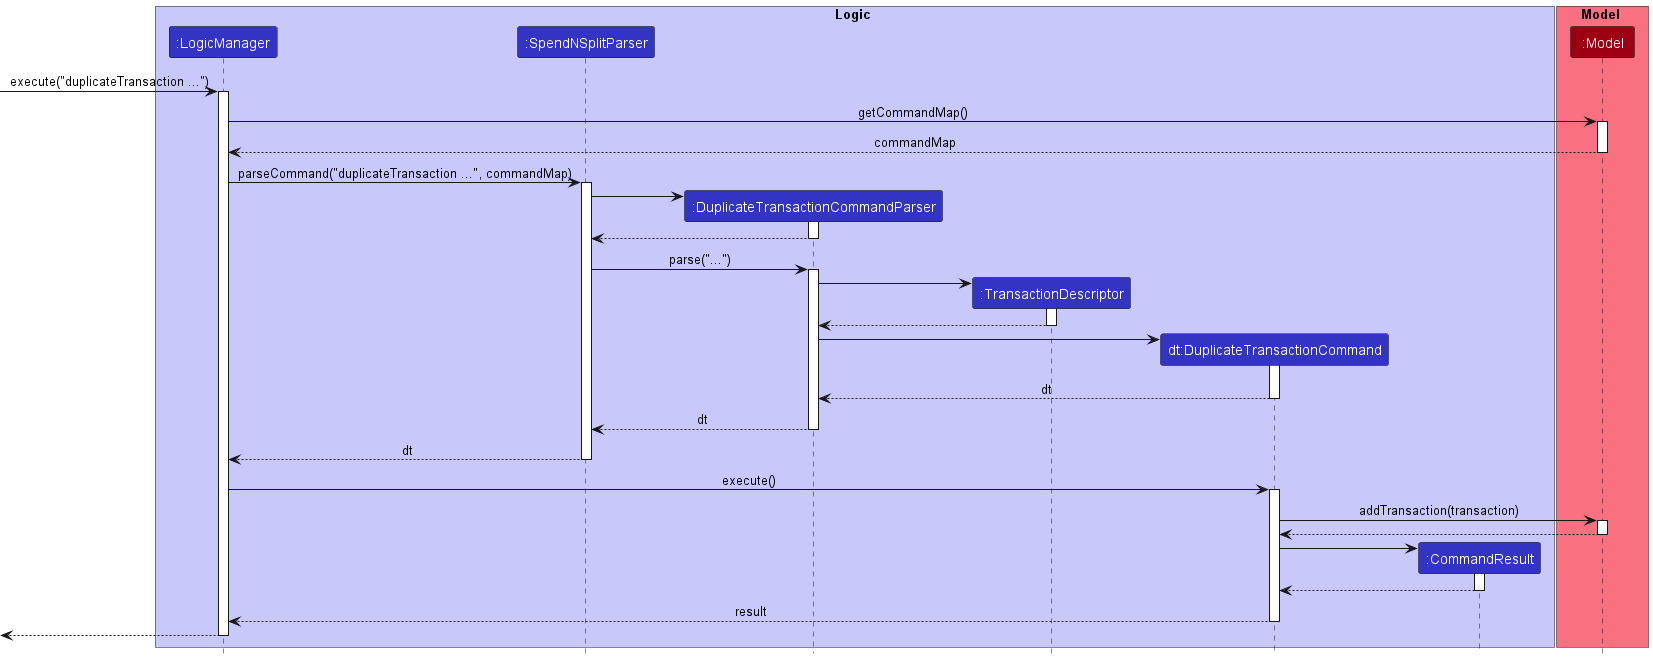 Logic
Model
:LogicManager
:SpendNSplitParser
:Model
execute("duplicateTransaction ...")
getCommandMap()
commandMap
parseCommand("duplicateTransaction ...", commandMap)
:DuplicateTransactionCommandParser
parse("...")
:TransactionDescriptor
dt:DuplicateTransactionCommand
dt
dt
dt
execute()
addTransaction(transaction)
:CommandResult
result